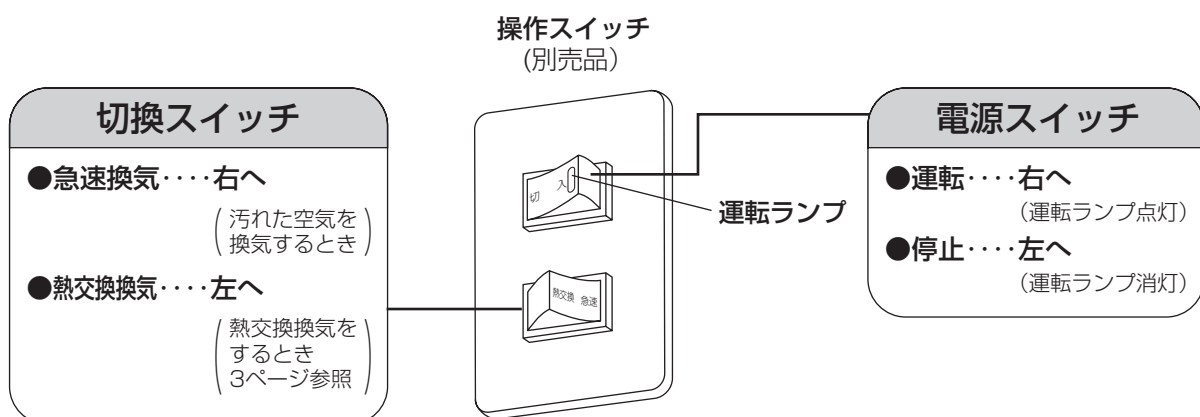 操作スイッチ
(別売品)
切換スイッチ
●急速換気････右へ
(汚れた空気を
換気するとき)
●熱交換換気････左へ
(熱交換換気を
するとき
3ページ参照)
切 入
運転ランプ
熱交換 急速
電源スイッチ
●運転････右へ
(運転ランプ点灯)
●停止････左へ
(運転ランプ消灯)